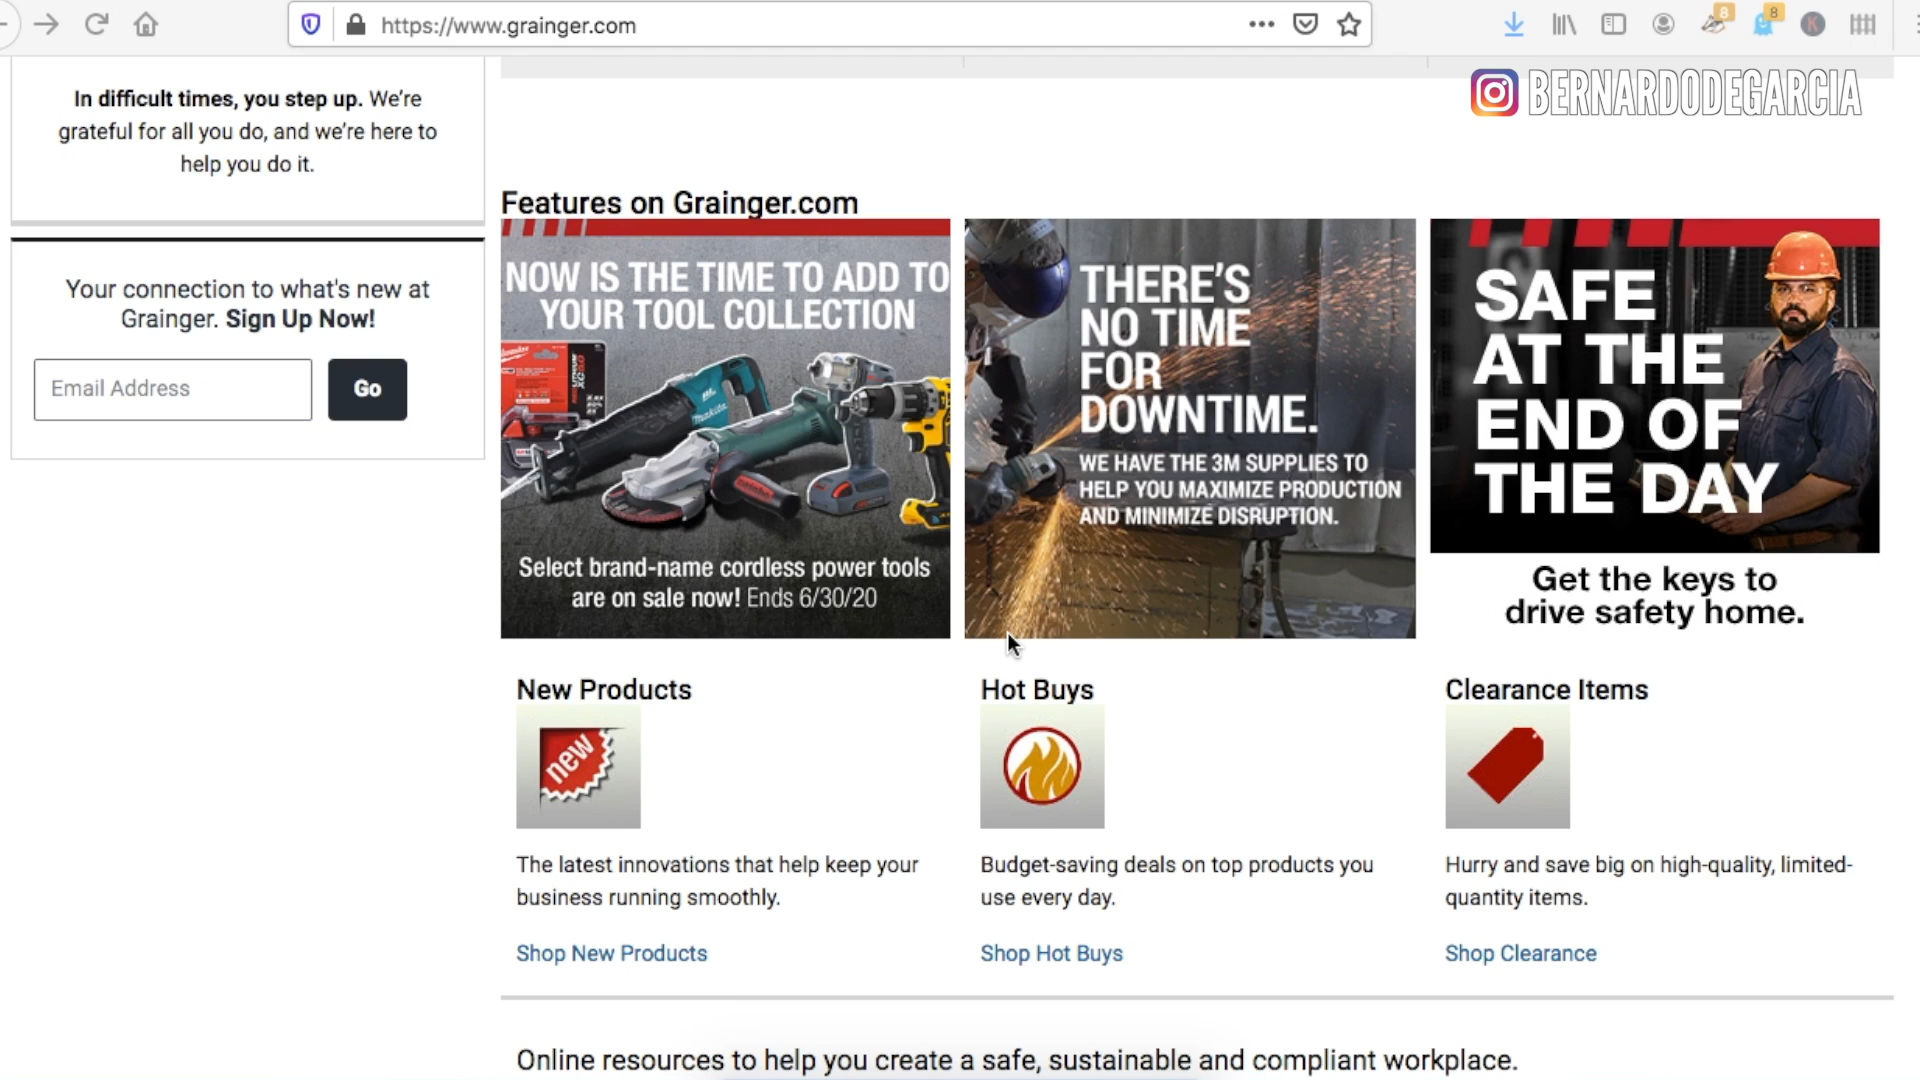 https://www.grainger.com
8
8
K
BERNARDODEGARCIA
In difficult times, you step up. We're
grateful for all you do, and we're here to
help you do it.
Your connection to what's new at
Grainger. Sign Up Now!
Email Address
Go
Features on Grainger.com
NOW IS THE TIME TO ADD TO
YOUR TOOL COLLECTION
Milwaukee
makita
metabo
Select brand-name cordless power tools
are on sale now! Ends 6/30/20
THERE'S
NO TIME
FOR
DOWNTIME.
WE HAVE THE 3M SUPPLIES TO
HELP YOU MAXIMIZE PRODUCTION
AND MINIMIZE DISRUPTION.
SAFE
AT THE
END OF
THE DAY
Get the keys to
drive safety home.
New Products
new
The latest innovations that help keep your
business running smoothly.
Shop New Products
Hot Buys
Budget-saving deals on top products you
use every day.
Shop Hot Buys
Clearance Items
Hurry and save big on high-quality, limited-
quantity items.
Shop Clearance
Online resources to help you create a safe, sustainable and compliant workplace.